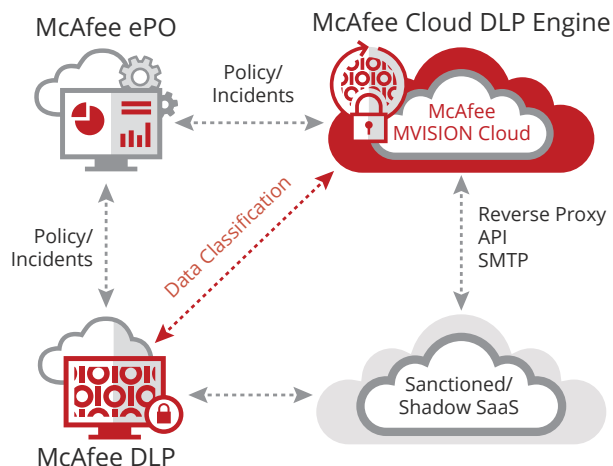 McAfee ePO
McAfee Cloud DLP Engine
Policy/
Incidents
McAfee
MVISION Cloud
Data Classification
Policy/
Incidents
Reverse Proxy
API
SMTP
Sanctioned/
Shadow SaaS
McAfee DLP